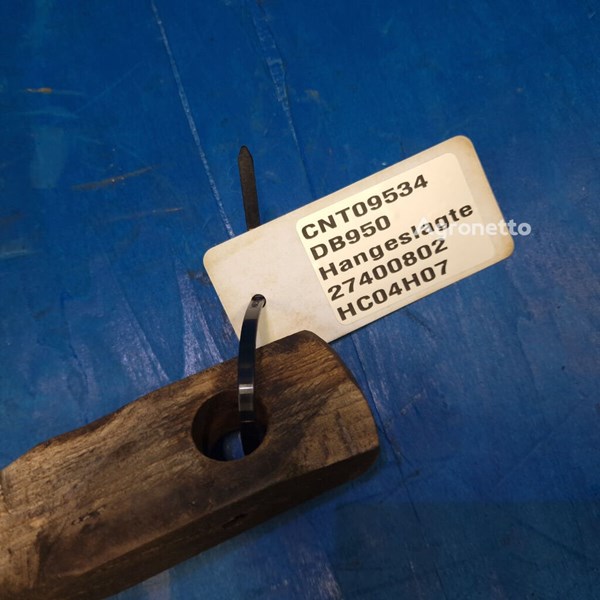 CNT09534
DB950
Hangeslagte
27400802
HC04H07
Agronetto